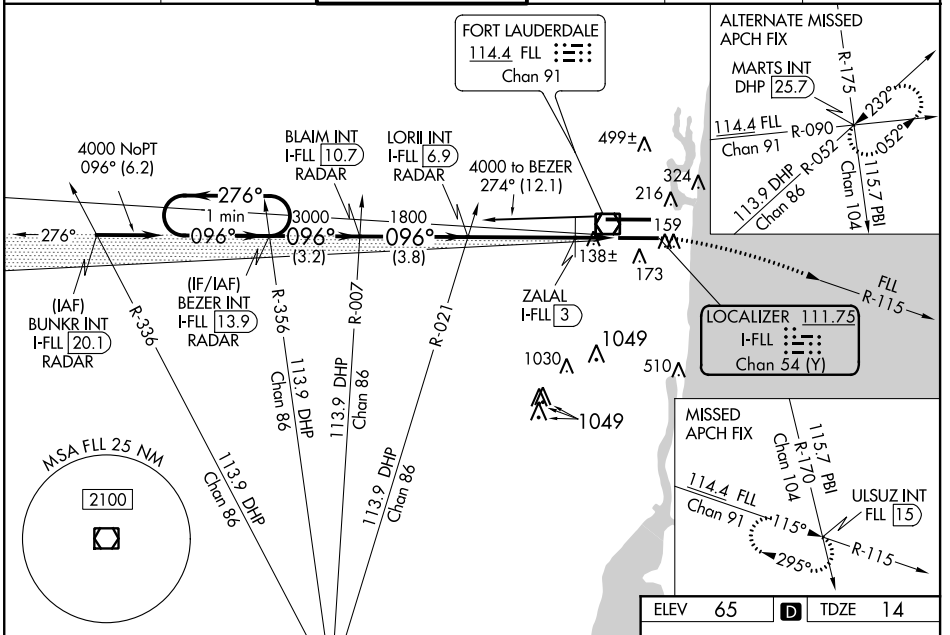 FORT LAUDERDALE
114.4 FLL
Chan 91
ALTERNATE MISSED
APCH FIX
MARTS INT
DHP 25.7
R-175
232°
052°
114.4 FLL R-090
Chan 91
R-052
113.9 DHP
Chan 86
115.7 PBI
Chan 104
4000 NoPT
096° (6.2)
BLAIM INT
I-FLL 10.7
RADAR
LORII INT
I-FLL 6.9
RADAR
4000 to BEZER
274° (12.1)
499±
324
216
159
138±
173
276°
1 min
276°
096°
3000
096°
(3.2)
1800
096°
(3.8)
(IAF)
BUNKR INT
I-FLL 20.1
RADAR
(IF/IAF)
BEZER INT
I-FLL 13.9
RADAR
R-336
R-356
R-007
R-021
ZALAL
I-FLL 3
FLL
R-115
LOCALIZER 111.75
I-FLL
Chan 54 (Y)
1049
1030
510
1049
113.9 DHP
Chan 86
113.9 DHP
Chan 86
113.9 DHP
Chan 86
113.9 DHP
Chan 86
MSA FLL 25 NM
2100
MISSED
APCH FIX
115.7 PBI
R-170
Chan 104
114.4 FLL
Chan 91
115°
295°
ULSUZ INT
FLL 15
R-115
ELEV 65 D TDZE 14